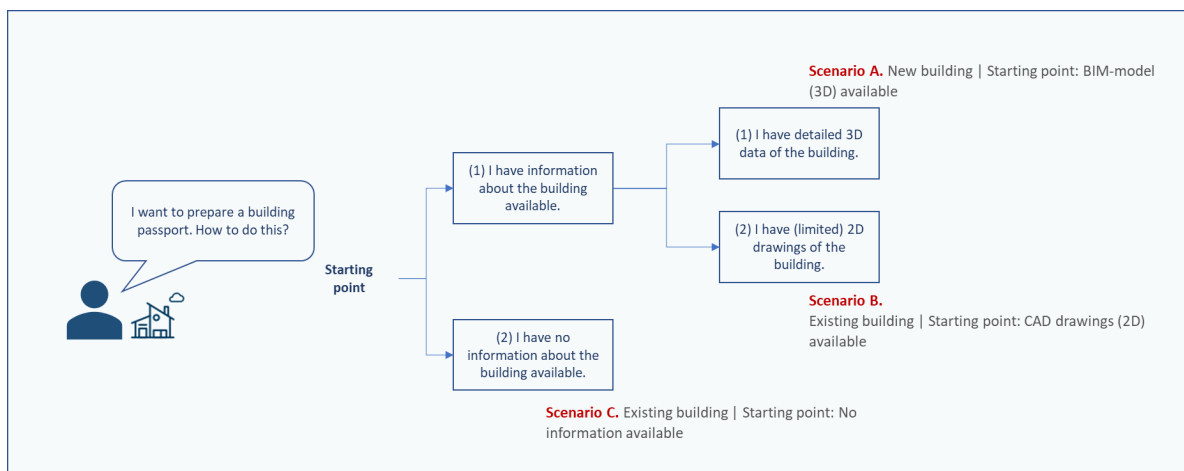 Scenario A. New building | Starting point: BIM-model
(3D) available
(1) I have detailed 3D
data of the building.
(1) I have information
about the building
available.
I want to prepare a building
passport. How to do this?
(2) I have (limited) 2D
drawings of the
building.
Starting
point
Scenario B.
Existing building | Starting point: CAD drawings (2D)
available
(2) I have no
information about the
building available.
Scenario C. Existing building | Starting point: No
information available